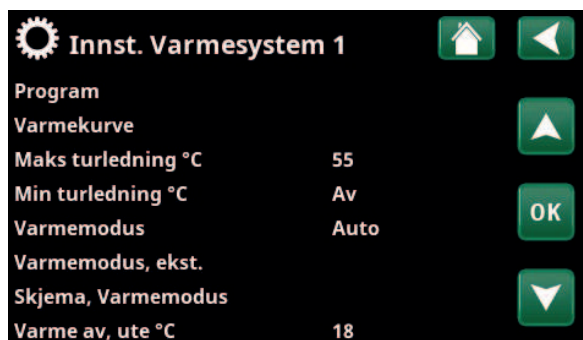 Innst. Varmesystem 1
Program
Varmekurve
Maks turledning °C 55
Min turledning °C Av
Varmemodus Auto
OK
Varmemodus, ekst.
Skjema, Varmemodus
Varme av, ute °C 18